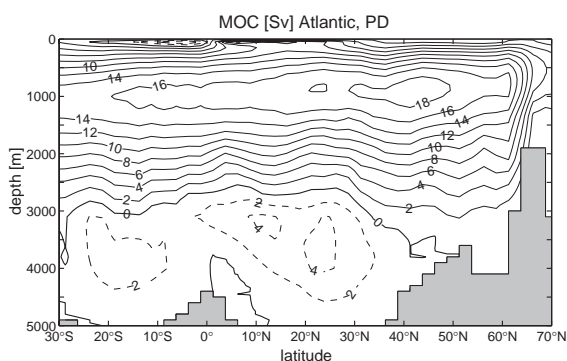 MOC [Sv] Atlantic, PD
0
1000
2000
3000
4000
5000
depth [m]
10
14
16
18
16
14
12
10
8
6
4
2
14
12
10
8
6
4
2
0
0
-2
-2
-2
-4
-4
30°S
20°S
10°S
0°
10°N
20°N
30°N
40°N
50°N
60°N
70°N
latitude